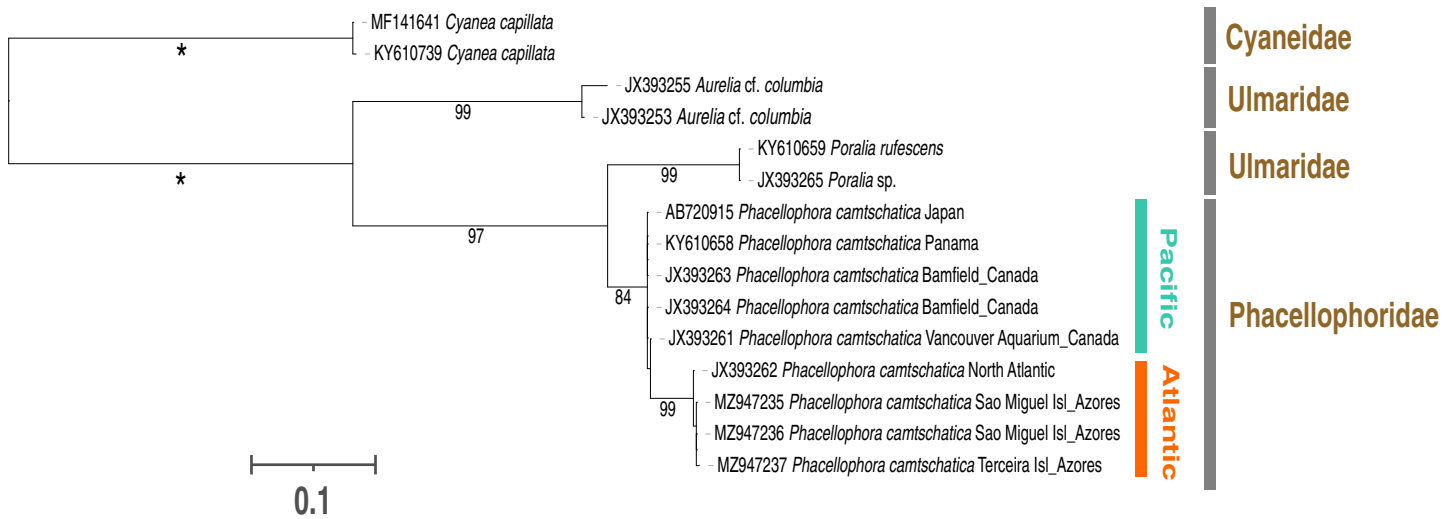 MF141641 Cyanea capillata
KY610739 Cyanea capillata
*
Cyaneidae
JX393255 Aurelia cf. columbia
JX393253 Aurelia cf. columbia
99
Ulmaridae
*
KY610659 Poralia rufescens
JX393265 Poralia sp.
99
Ulmaridae
97
AB720915 Phacellophora camtschatica Japan
KY610658 Phacellophora camtschatica Panama
JX393263 Phacellophora camtschatica Bamfield_Canada
JX393264 Phacellophora camtschatica Bamfield_Canada
JX393261 Phacellophora camtschatica Vancouver Aquarium_Canada
84
Pacific
JX393262 Phacellophora camtschatica North Atlantic
MZ947235 Phacellophora camtschatica Sao Miguel Isl_Azores
MZ947236 Phacellophora camtschatica Sao Miguel Isl_Azores
MZ947237 Phacellophora camtschatica Terceira Isl_Azores
99
Atlantic
Phacellophoridae
0.1